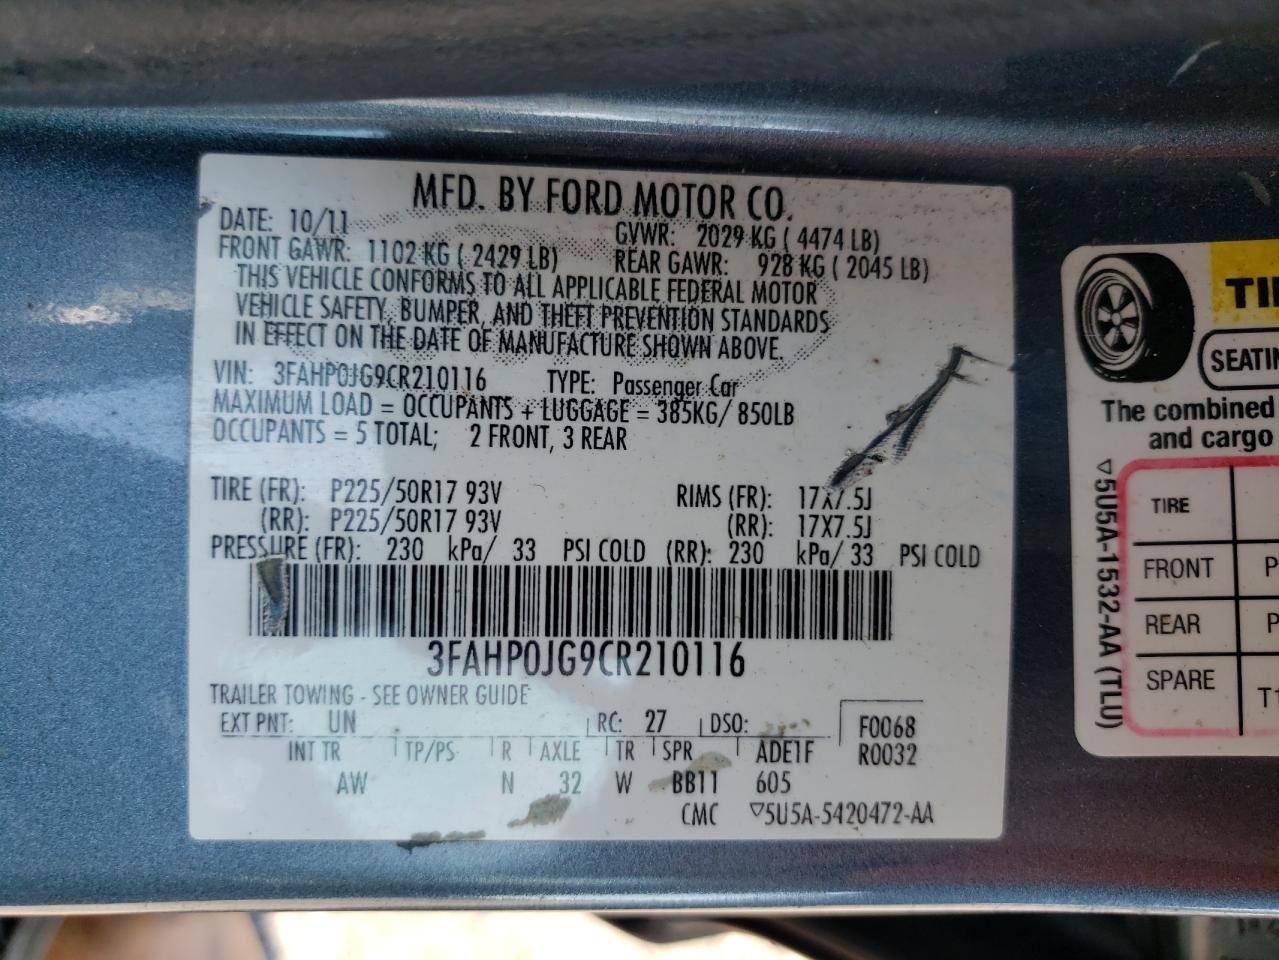 MFD. BY FORD MOTOR CO.
DATE: 10/11 GVWR: 2029 KG ( 4474 LB)
FRONT GAWR: 1102 KG ( 2429 LB) REAR GAWR: 928 KG ( 2045 LB)
THIS VEHICLE CONFORMS TO ALL APPLICABLE FEDERAL MOTOR
VEHICLE SAFETY, BUMPER, AND THEFT PREVENTION STANDARDS
IN EFFECT ON THE DATE OF MANUFACTURE SHOWN ABOVE.
VIN: 3FAHP0JG9CR210116 TYPE: Passenger Car
MAXIMUM LOAD = OCCUPANTS + LUGGAGE = 385KG/ 850LB
OCCUPANTS = 5 TOTAL; 2 FRONT, 3 REAR
TIRE (FR): P225/50R17 93V RIMS (FR): 17X7.5J
(RR): P225/50R17 93V (RR): 17X7.5J
PRESSURE (FR): 230 kPa/ 33 PSI COLD (RR): 230 kPa/ 33 PSI COLD
3FAHP0JG9CR210116
TRAILER TOWING - SEE OWNER GUIDE
EXT PNT: UN RC: 27 DSO: F0068
INT TR TP/PS R AXLE TR SPR ADE1F R0032
AW N 32 W BB11 605
CMC ▽5U5A-5420472-AA
TI
SEATIN
The combined
and cargo
▽5U5A-1532-AA (TLU)
TIRE
FRONT P
REAR P
SPARE T1